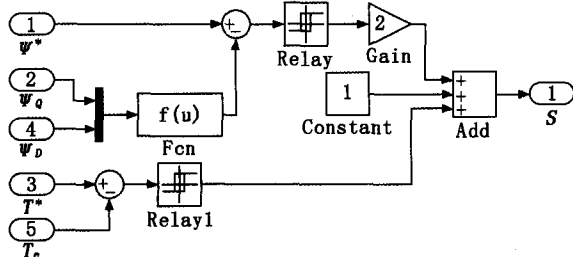 1
Ψ*
2
Ψ_Q
4
Ψ_D
3
T*
5
T_e
f(u)
Fcn
+
−
Relay
2
Gain
1
Constant
+
+
+
Add
1
S
+
−
Relay1